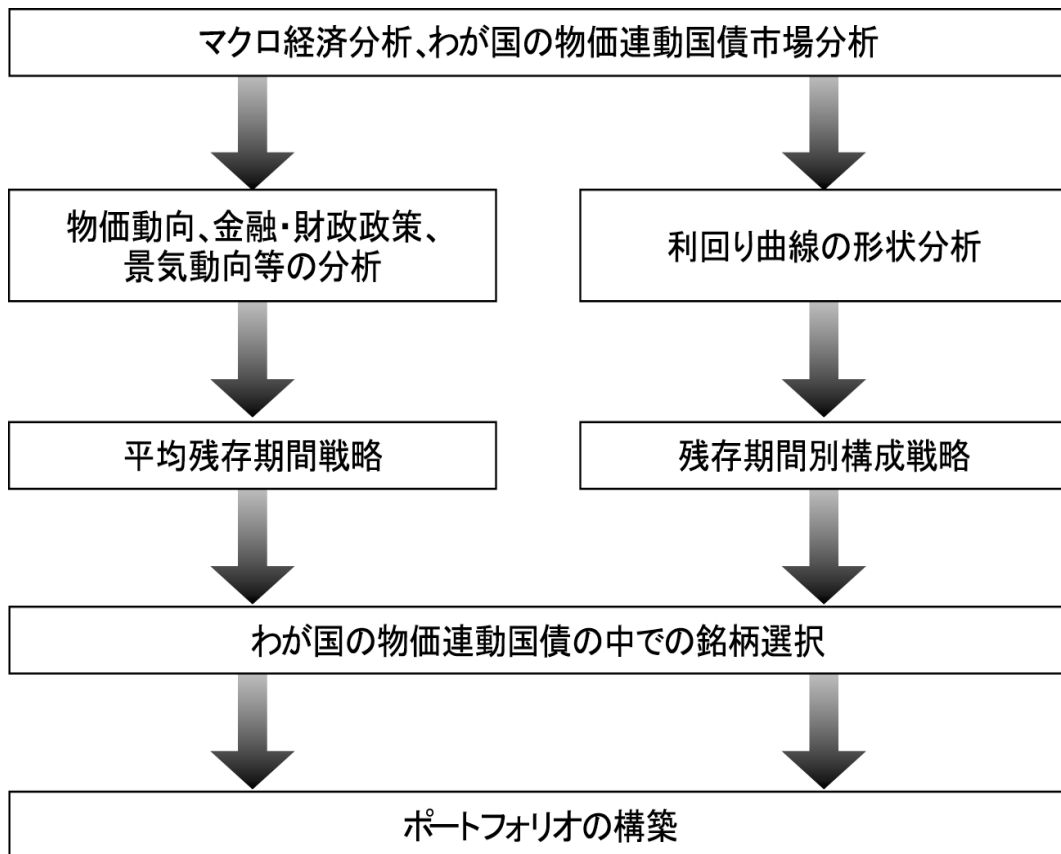 マクロ経済分析、わが国の物価連動国債市場分析
物価動向、金融・財政政策、
景気動向等の分析
利回り曲線の形状分析
平均残存期間戦略
残存期間別構成戦略
わが国の物価連動国債の中での銘柄選択
ポートフォリオの構築